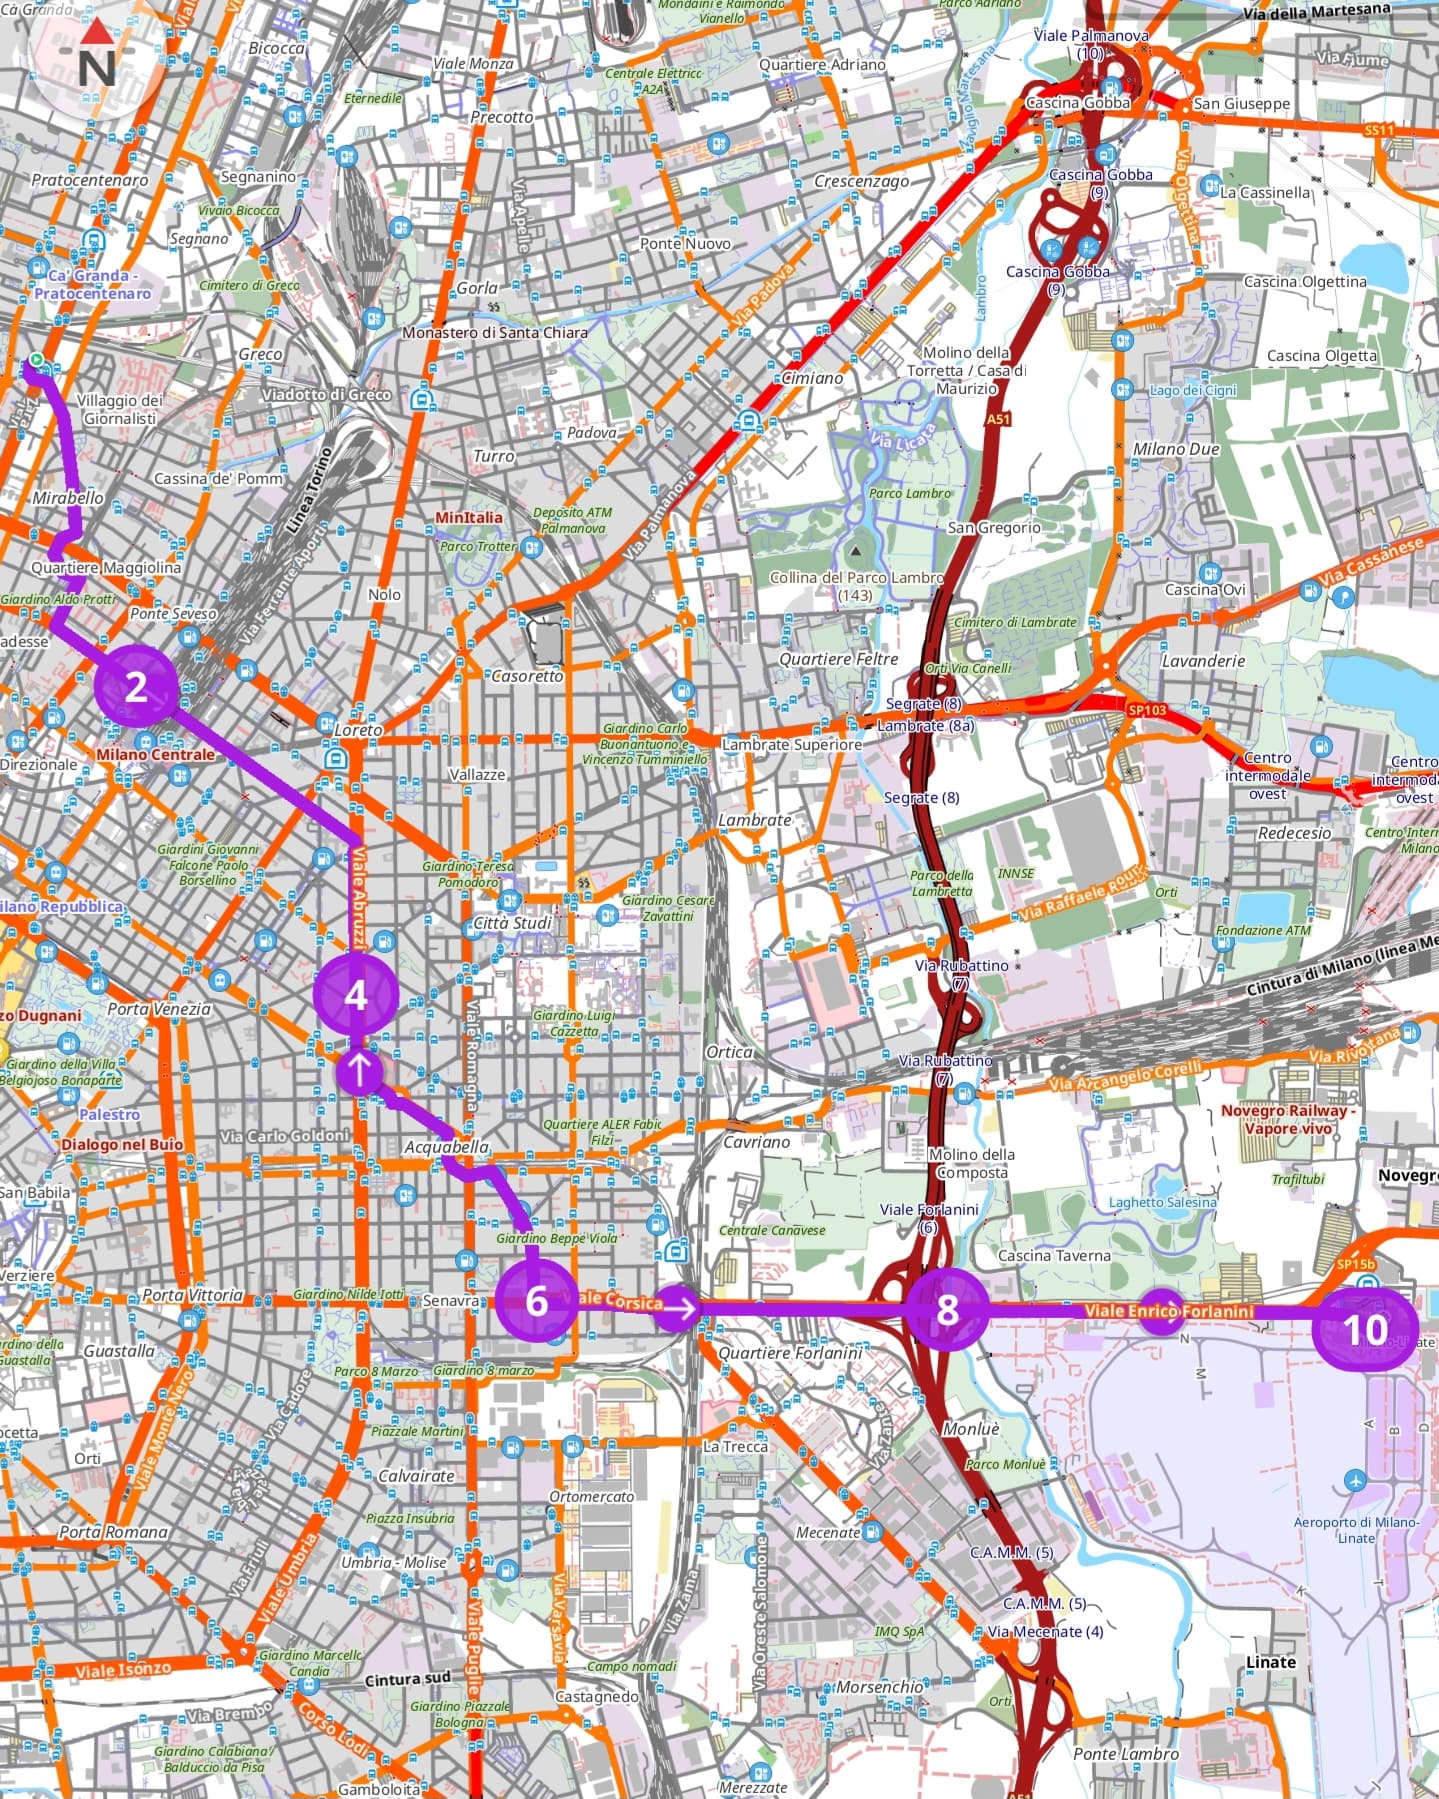 Cà Granda
Mondaini e Raimondo
Vianello
Parco Adriano
Via della Martesana
N
Bicocca
Viale Monza
Quartiere Adriano
Viale Palmanova
(10)
Via Fiume
Eternedile
Centrale Elettrica
A2A
Precotto
Cascina Gobba
San Giuseppe
SS11
Naviglio Martesana
Pratocentenaro
Segnanino
Via Apelle
Crescenzago
Cascina Gobba
(9)
La Cassinella
Vivaio Bicocca
Via Olgettina
Segnano
Ponte Nuovo
Ca' Granda -
Pratocentenaro
Cimitero di Greco
Gorla
Via Padova
Lambro
Cascina Gobba
(9)
Cascina Olgettina
Monastero di Santa Chiara
Greco
Molino della
Torretta / Casa di
Maurizio
Cascina Olgetta
Villaggio dei
Giornalisti
Viadotto di Greco
Cimiano
Lago dei Cigni
A51
Padova
Via Licata
Turro
Milano Due
Cassina de' Pomm
Linea Torino
Mirabello
Parco Lambro
MinItalia
Deposito ATM
Palmanova
Via Palmanova
San Gregorio
Parco Trotter
Via Cassanese
Quartiere Maggiolina
Via Ferrante Aporti
Collina del Parco Lambro
(143)
Cascina Ovi
Giardino Aldo Protti
Ponte Seveso
Nolo
Cimitero di Lambrate
adesse
Quartiere Feltre
Orti Via Canelli
Lavanderie
2
Casoretto
Segrate (8)
SP103
Lambrate (8a)
Loreto
Giardino Carlo
Buonantuono e
Vincenzo Tumminiello
Lambrate Superiore
Milano Centrale
Direzionale
Vallazze
Centro
intermodale
ovest
Centro
intermoda
ovest
Segrate (8)
Lambrate
Redecesio
Centro Intern
Milano
Giardini Giovanni
Falcone Paolo
Borsellino
Viale Abruzzi
Giardino Teresa
Pomodoro
Parco della
Lambretta
INNSE
Via Raffaele Rout
Orti
ilano Repubblica
Giardino Cesare
Zavattini
Città Studi
Fondazione ATM
Cintura di Milano (linea Me
Via Rubattino
(7)
4
Porta Venezia
zo Dugnani
Viale Romagna
Giardino Luigi
Cazzetta
Via Rivoltana
Giardino della Villa
Belgiojoso Bonaparte
Ortica
Via Rubattino
(7)
Via Arcangelo Corelli
Palestro
Novegro Railway -
Vapore vivo
Dialogo nel Buio
Via Carlo Goldoni
Acquabella
Quartiere ALER Fabio
Filzi
Cavriano
Molino della
Composta
Trafiltubi
Novegro
San Babila
Laghetto Salesina
Viale Forlanini
(6)
Centrale Canavese
Giardino Beppe Viola
Cascina Taverna
Verziere
SP15b
Porta Vittoria
Giardino Nilde Iotti
Senavra
6
Viale Corsica
8
Viale Enrico Forlanini
10
N
rdino della
Guastalla
Guastalla
Quartiere Forlanini
Parco 8 Marzo
Giardino 8 marzo
M
Via Cadore
Viale Monte Nero
A
B
D
ocetta
Piazzale Martini
La Trecca
Monluè
Orti
Calvairate
Parco Monluè
Ortomercato
Piazza Insubria
Aeroporto di Milano-
Linate
Porta Romana
Umbria - Molise
Mecenate
C.A.M.M. (5)
Via Friuli
Viale Umbria
Via Varsavia
Via Zama
Via Oreste Salomone
K
T
C.A.M.M. (5)
Via Mecenate (4)
IMQ SpA
Viale Puglie
Viale Isonzo
Giardino Marcello
Candia
Cintura sud
Campo nomadi
Linate
Morsenchio
Orti
Castagnedo
Via Brembo
Giardino Piazzale
Bologna
Corso Lodi
Giardino Calabiana/
Balduccio da Pisa
Ponte Lambro
Gamboloita
Merezzate
J
A51